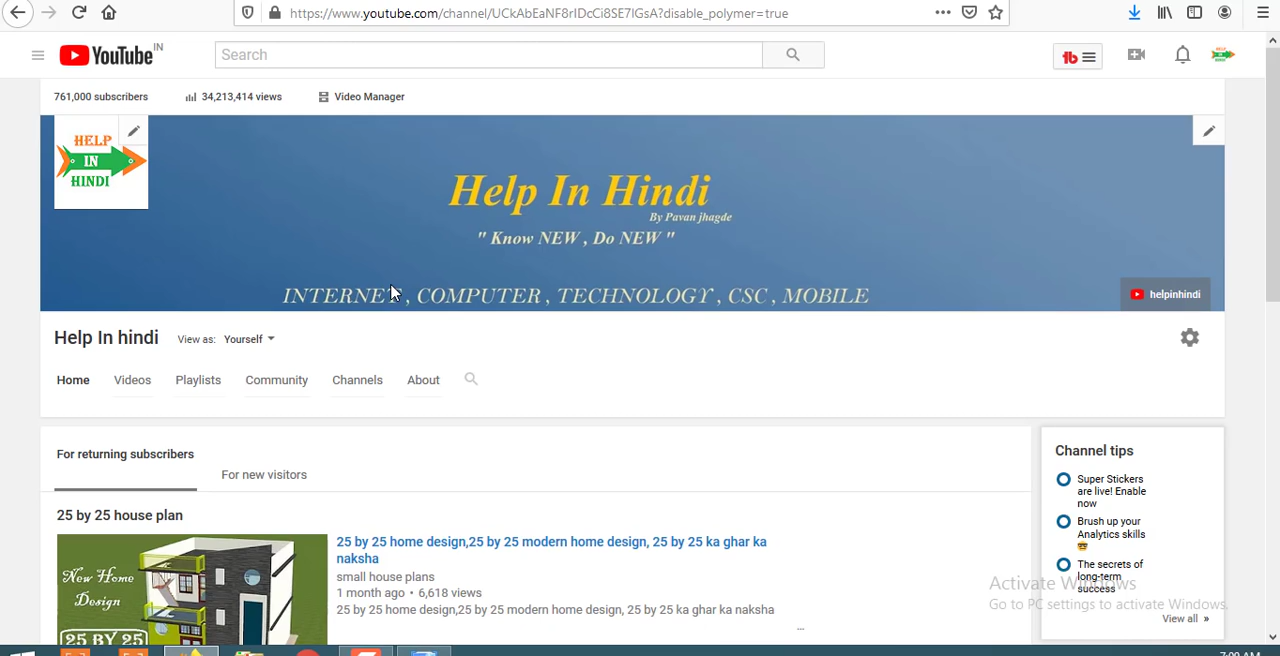 https://www.youtube.com/channel/UCkAbEaNF8rIDcCi8SE7IGsA?disable_polymer=true
YouTube IN
Search
761,000 subscribers
34,213,414 views
Video Manager
HELP
IN
HINDI
Help In Hindi
By Pavan jhagde
" Know NEW , Do NEW "
INTERNET , COMPUTER , TECHNOLOGY , CSC , MOBILE
helpinhindi
Help In hindi
View as: Yourself
Home Videos Playlists Community Channels About
For returning subscribers
For new visitors
25 by 25 house plan
New Home
Design
25 BY 25
25 by 25 home design,25 by 25 modern home design, 25 by 25 ka ghar ka
naksha
small house plans
1 month ago • 6,618 views
25 by 25 home design,25 by 25 modern home design, 25 by 25 ka ghar ka naksha
...
Channel tips
Super Stickers
are live! Enable
now
Brush up your
Analytics skills
The secrets of
long-term
success
View all »
Activate Windows
Go to PC settings to activate Windows.
7:09 AM